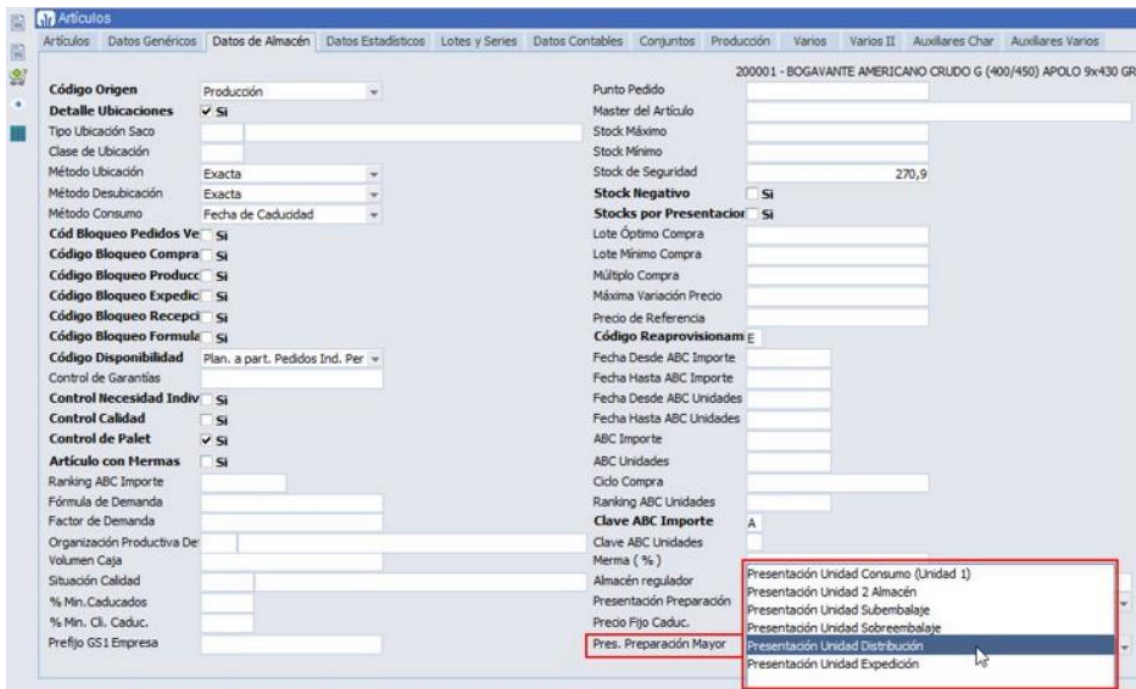 Artículos
Artículos Datos Genéricos Datos de Almacén Datos Estadísticos Lotes y Series Datos Contables Conjuntos Producción Varios Varios II Auxiliares Char Auxiliares Varios
200001 - BOGAVANTE AMERICANO CRUDO G (400/450) APOLO 9x430 GR
Código Origen Producción
Detalle Ubicaciones Si
Tipo Ubicación Saco
Clase de Ubicación
Método Ubicación Exacta
Método Desubicación Exacta
Método Consumo Fecha de Caducidad
Cód Bloqueo Pedidos Ve Si
Código Bloqueo Compra Si
Código Bloqueo Producc Si
Código Bloqueo Expedic Si
Código Bloqueo Recepci Si
Código Bloqueo Formula Si
Código Disponibilidad Plan. a part. Pedidos Ind. Per
Control de Garantías
Control Necesidad Indiv Si
Control Calidad Si
Control de Palet Si
Artículo con Mermas Si
Ranking ABC Importe
Fórmula de Demanda
Factor de Demanda
Organización Productiva De
Volumen Caja
Situación Calidad
% Min.Caducados
% Min. Cli. Caduc.
Prefijo GS1 Empresa
Punto Pedido
Master del Artículo
Stock Máximo
Stock Mínimo
Stock de Seguridad 270,9
Stock Negativo Si
Stocks por Presentacior Si
Lote Óptimo Compra
Lote Mínimo Compra
Múltiplo Compra
Máxima Variación Precio
Precio de Referencia
Código Reaprovisionami E
Fecha Desde ABC Importe
Fecha Hasta ABC Importe
Fecha Desde ABC Unidades
Fecha Hasta ABC Unidades
ABC Importe
ABC Unidades
Ciclo Compra
Ranking ABC Unidades
Clave ABC Importe A
Clave ABC Unidades
Merma ( % )
Almacén regulador
Presentación Preparación
Precio Fijo Caduc.
Pres. Preparación Mayor
Presentación Unidad Consumo (Unidad 1)
Presentación Unidad 2 Almacén
Presentación Unidad Subembalaje
Presentación Unidad Sobreembalaje
Presentación Unidad Distribución
Presentación Unidad Expedición